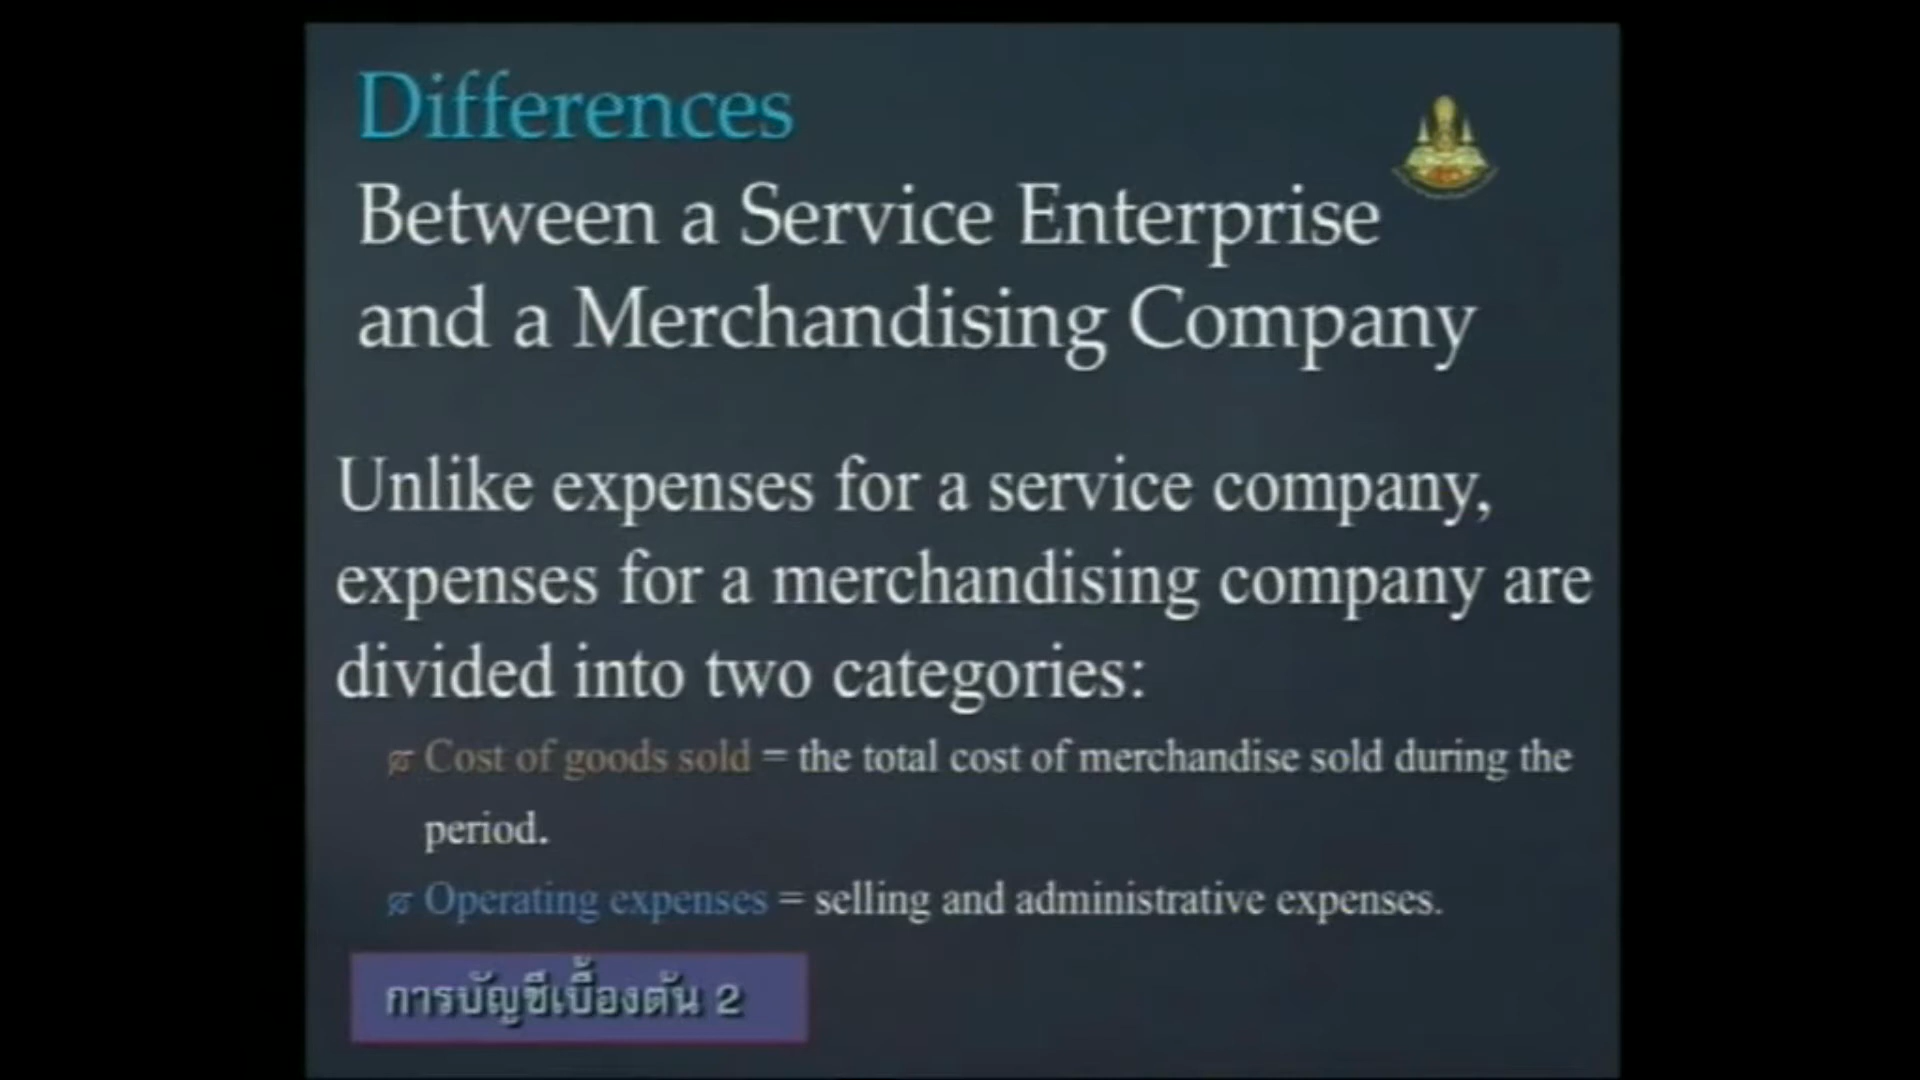 Differences
Between a Service Enterprise
and a Merchandising Company
Unlike expenses for a service company,
expenses for a merchandising company are
divided into two categories:
Cost of goods sold = the total cost of merchandise sold during the
period.
Operating expenses = selling and administrative expenses.
การบัญชีเบื้องต้น 2